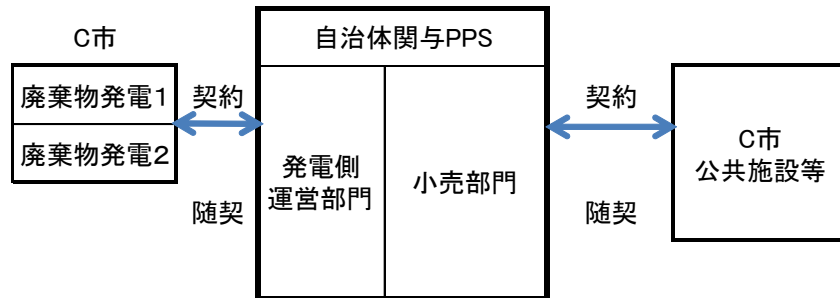 C市
廃棄物発電1
廃棄物発電2
契約
随契
自治体関与PPS
発電側
運営部門
小売部門
契約
随契
C市
公共施設等